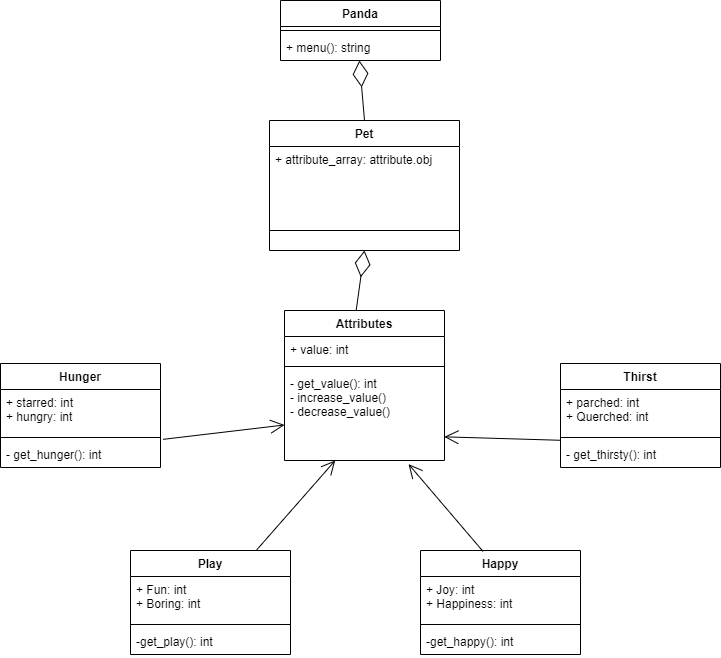 Panda
+ menu(): string
Pet
+ attribute_array: attribute.obj
Attributes
+ value: int
- get_value(): int
- increase_value()
- decrease_value()
Hunger
+ starred: int
+ hungry: int
- get_hunger(): int
Thirst
+ parched: int
+ Querched: int
- get_thirsty(): int
Play
+ Fun: int
+ Boring: int
-get_play(): int
Happy
+ Joy: int
+ Happiness: int
-get_happy(): int